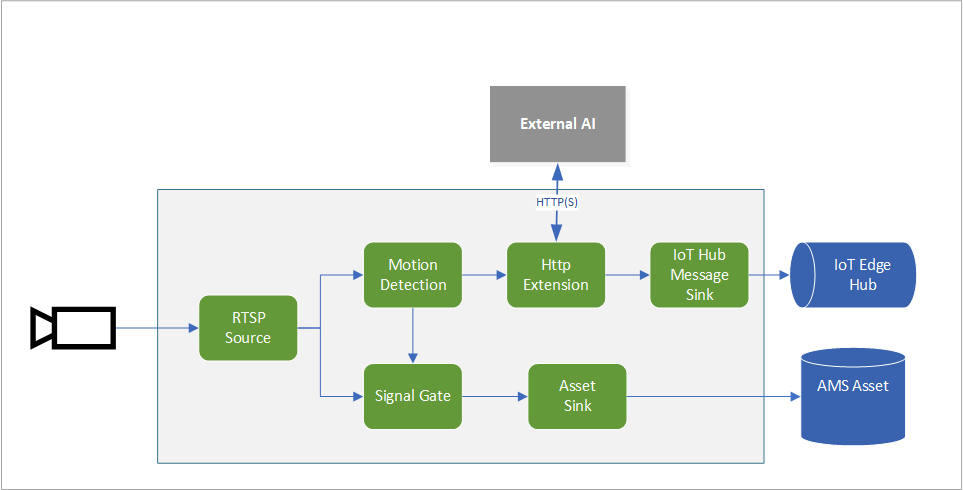 External AI
HTTP(S)
Motion
Detection
Http
Extension
IoT Hub
Message
Sink
IoT Edge
Hub
RTSP
Source
Signal Gate
Asset
Sink
AMS Asset